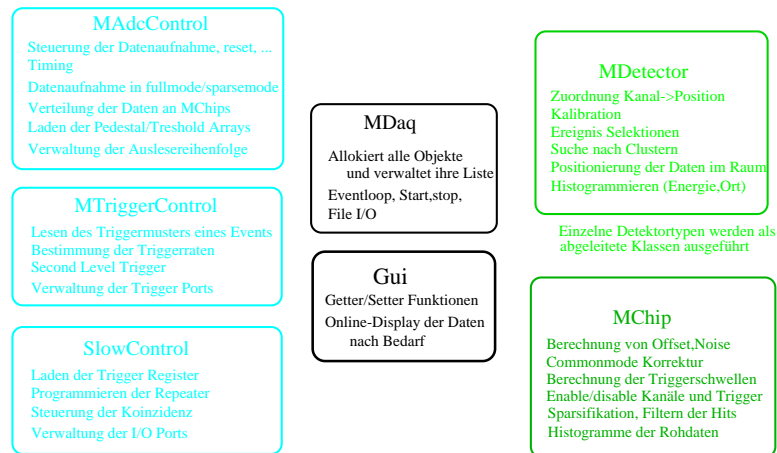 MAdcControl
Steuerung der Datenaufnahme, reset, ...
Timing
Datenaufnahme in fullmode/sparsemode
Verteilung der Daten an MChips
Laden der Pedestal/Treshold Arrays
Verwaltung der Auslesereihenfolge
MTriggerControl
Lesen des Triggermusters eines Events
Bestimmung der Triggerraten
Second Level Trigger
Verwaltung der Trigger Ports
SlowControl
Laden der Trigger Register
Programmieren der Repeater
Steuerung der Koinzidenz
Verwaltung der I/O Ports
MDaq
Allokiert alle Objekte
und verwaltet ihre Liste
Eventloop, Start,stop,
File I/O
Gui
Getter/Setter Funktionen
Online-Display der Daten
nach Bedarf
MDetector
Zuordnung Kanal->Position
Kalibration
Ereignis Selektionen
Suche nach Clustern
Positionierung der Daten im Raum
Histogrammieren (Energie,Ort)
Einzelne Detektortypen werden als
abgeleitete Klassen ausgeführt
MChip
Berechnung von Offset,Noise
Commonmode Korrektur
Berechnung der Triggerschwellen
Enable/disable Kanäle und Trigger
Sparsifikation, Filtern der Hits
Histogramme der Rohdaten